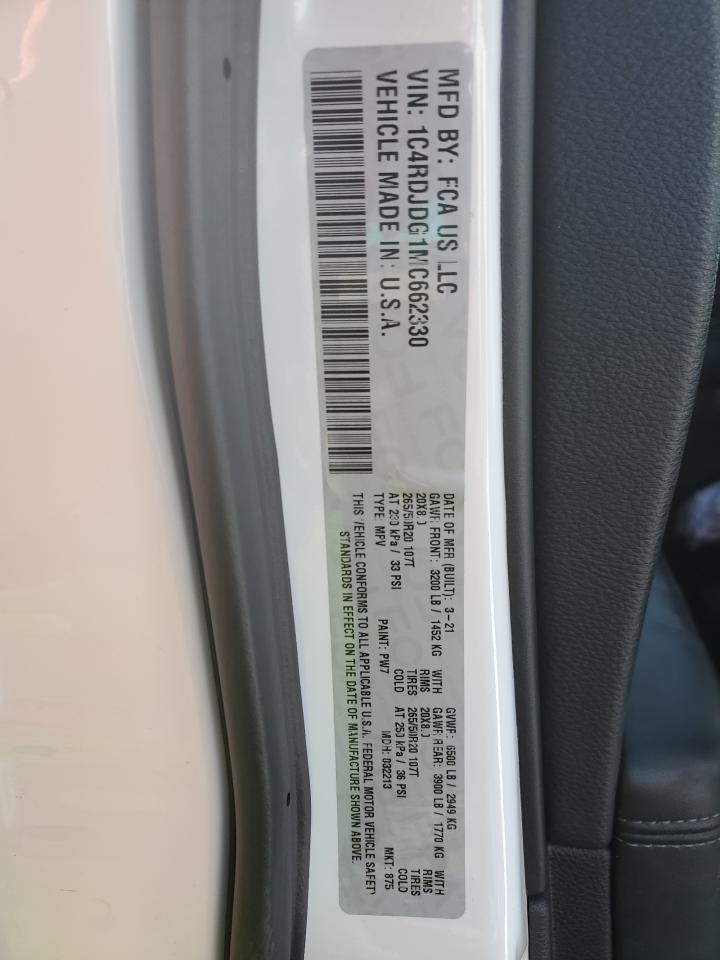 MFD BY: FCA US LLC
VIN: 1C4RDJDG1MC662330
VEHICLE MADE IN: U.S.A.
DATE OF MFR (BUILT): 3-21 GVWR: 6500 LB / 2949 KG
GAWR FRONT: 3200 LB / 1452 KG WITH GAWR REAR: 3900 LB / 1770 KG WITH
20X8.0 RIMS 20X8.0 RIMS
265/50R20 107T TIRES 265/50R20 107T TIRES
AT 230 kPa / 33 PSI COLD AT 250 kPa / 36 PSI COLD
TYPE: MPV PAINT: PW7 MDH: 032213 MKT: 875
THIS VEHICLE CONFORMS TO ALL APPLICABLE U.S.A. FEDERAL MOTOR VEHICLE SAFETY
STANDARDS IN EFFECT ON THE DATE OF MANUFACTURE SHOWN ABOVE.